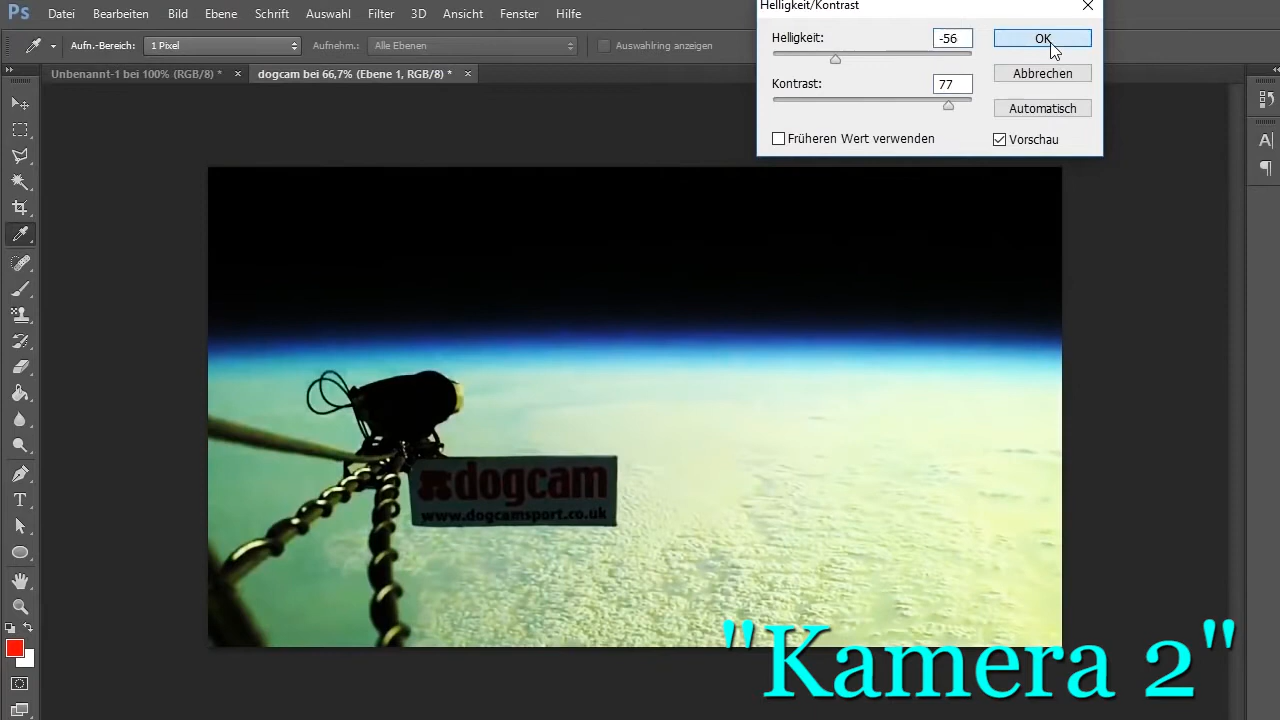 Helligkeit/Kontrast
Ps Datei Bearbeiten Bild Ebene Schrift Auswahl Filter 3D Ansicht Fenster Hilfe
Aufn.-Bereich: 1 Pixel Aufnehm.: Alle Ebenen Auswahlring anzeigen
Helligkeit: -56 OK
Unbenannt-1 bei 100% (RGB/8) * × dogcam bei 66,7% (Ebene 1, RGB/8) * ×
Abbrechen
Kontrast: 77
Automatisch
Früheren Wert verwenden Vorschau
dogcam
www.dogcamsport.co.uk
"Kamera 2"